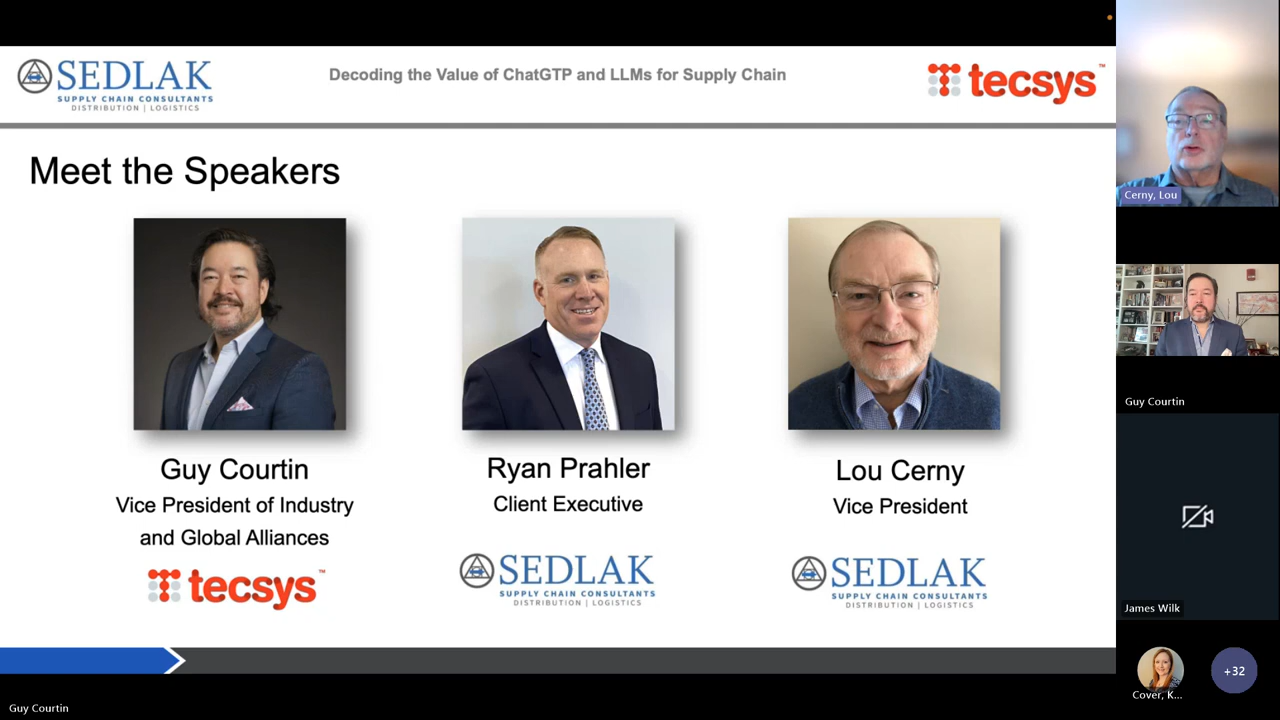 SEDLAK
SUPPLY CHAIN CONSULTANTS
DISTRIBUTION | LOGISTICS
Decoding the Value of ChatGTP and LLMs for Supply Chain
tecsys™
Meet the Speakers
Guy Courtin
Vice President of Industry
and Global Alliances
tecsys™
Ryan Prahler
Client Executive
SEDLAK
SUPPLY CHAIN CONSULTANTS
DISTRIBUTION | LOGISTICS
Lou Cerny
Vice President
SEDLAK
SUPPLY CHAIN CONSULTANTS
DISTRIBUTION | LOGISTICS
Cerny, Lou
Guy Courtin
James Wilk
Cover, K...
+32
Guy Courtin